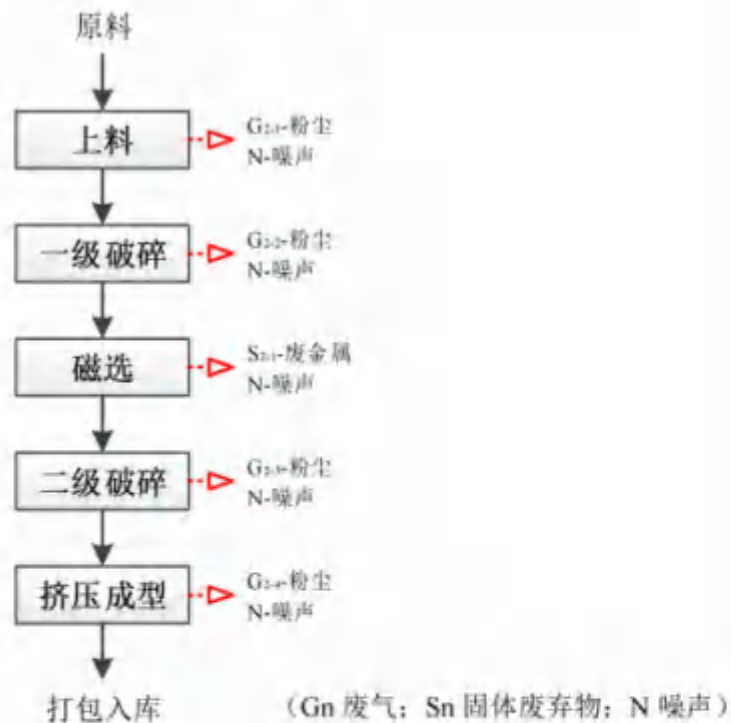 原料
上料
G2-1-粉尘
N-噪声
一级破碎
G2-2-粉尘
N-噪声
磁选
S2-1-废金属
N-噪声
二级破碎
G2-3-粉尘
N-噪声
挤压成型
G2-4-粉尘
N-噪声
打包入库
（Gn 废气；Sn 固体废弃物；N 噪声）